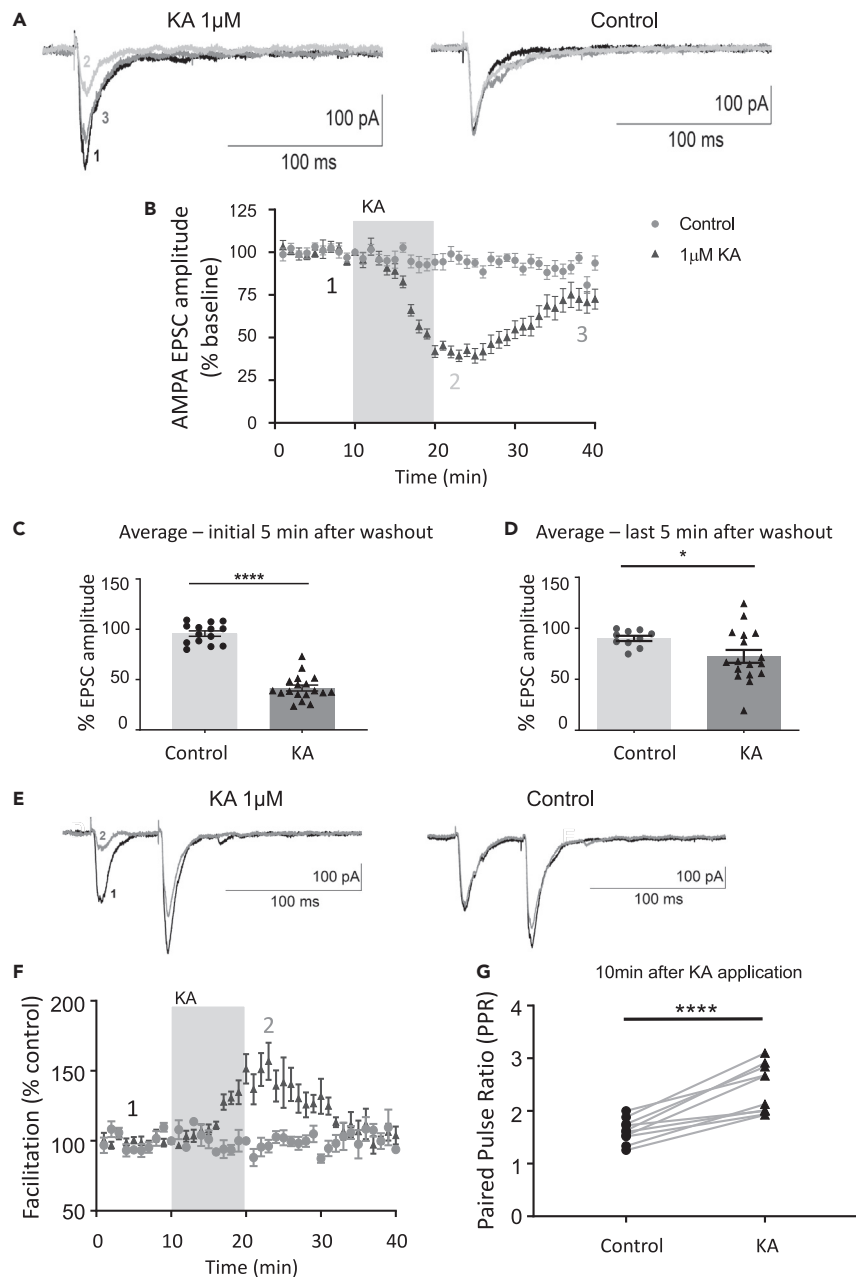 A
KA 1µM
Control
2
3
1
100 pA
100 ms
100 pA
100 ms
B
KA
125
100
75
50
25
0
AMPA EPSC amplitude
(% baseline)
1
2
3
0 10 20 30 40
Time (min)
Control
1µM KA
C
Average – initial 5 min after washout
****
150
100
50
0
% EPSC amplitude
Control KA
D
Average – last 5 min after washout
*
150
100
50
0
% EPSC amplitude
Control KA
E
KA 1µM
Control
2
1
100 pA
100 ms
100 pA
100 ms
F
KA
200
150
100
50
Facilitation (% control)
1
2
0 10 20 30 40
Time (min)
G
10min after KA application
****
4
3
2
1
0
Paired Pulse Ratio (PPR)
Control KA